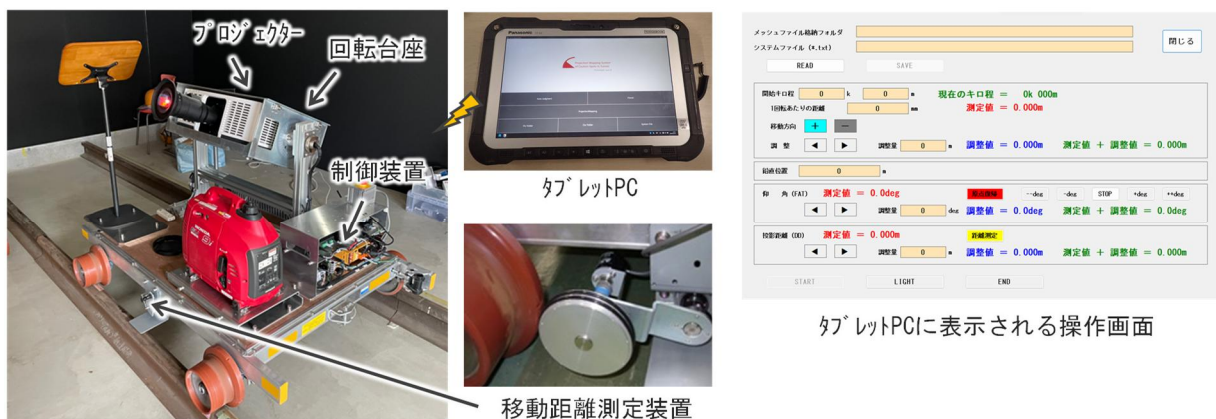 プロジェクター
回転台座
制御装置
移動距離測定装置
Panasonic
タブレットPC
メッシュファイル格納フォルダ
システムファイル (*.txt)
閉じる
READ SAVE
開始キロ程 0 k 0 m 現在のキロ程 = 0k 000m
1回転あたりの距離 0 mm 測定値 = 0.000m
移動方向 + -
調 整 ◀ ▶ 調整量 0 m 調整値 = 0.000m 測定値 + 調整値 = 0.000m
0 m
仰 角 (FAT) 測定値 = 0.0deg --deg -deg STOP +deg ++deg
◀ ▶ 調整量 0 deg 調整値 = 0.0deg 測定値 + 調整値 = 0.0deg
投影距離 (DD) 測定値 = 0.000m 距離測定
◀ ▶ 調整量 0 m 調整値 = 0.000m 測定値 + 調整値 = 0.000m
START LIGHT END
タブレットPCに表示される操作画面